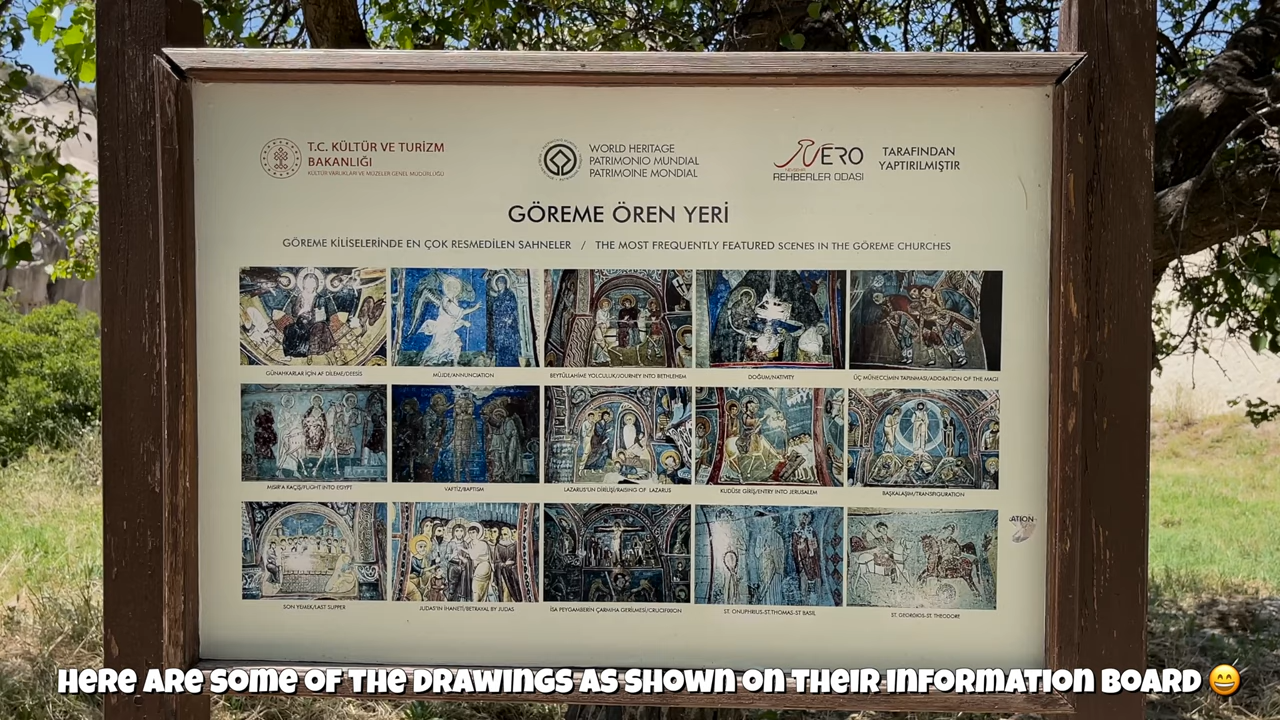 T.C. KÜLTÜR VE TURİZM
BAKANLIĞI
KÜLTÜR VARLIKLARI VE MÜZELER GENEL MÜDÜRLÜĞÜ
WORLD HERITAGE
PATRIMONIO MUNDIAL
PATRIMOINE MONDIAL
NERO
NEVŞEHİR
REHBERLER ODASI
TARAFINDAN
YAPTIRILMIŞTIR
GÖREME ÖREN YERİ
GÖREME KİLİSELERİNDE EN ÇOK RESMEDİLEN SAHNELER / THE MOST FREQUENTLY FEATURED SCENES IN THE GÖREME CHURCHES
GÜNAHKARLAR İÇİN AF DİLEME/DEESİS
MÜJDE/ANNUNCIATION
BEYTÜLLAHİME YOLCULUK/JOURNEY INTO BETHLEHEM
DOĞUM/NATIVITY
ÜÇ MÜNECCİMİN TAPINMASI/ADORATION OF THE MAGI
MISIR'A KAÇIŞ/FLIGHT INTO EGYPT
VAFTİZ/BAPTISM
LAZARUS'UN DİRİLİŞİ/RAISING OF LAZARUS
KUDÜSE GİRİŞ/ENTRY INTO JERUSALEM
BAŞKALAŞIM/TRANSFIGURATION
ATION
SON YEMEK/LAST SUPPER
JUDAS'IN İHANETİ/BETRAYAL BY JUDAS
İSA PEYGAMBERİN ÇARMIHA GERİLMESİ/CRUCIFIXION
ST. ONUPHRIUS-ST.THOMAS-ST BASIL
ST. GEORGIOS-ST. THEODORE
Here are some of the drawings as shown on their information board 😅